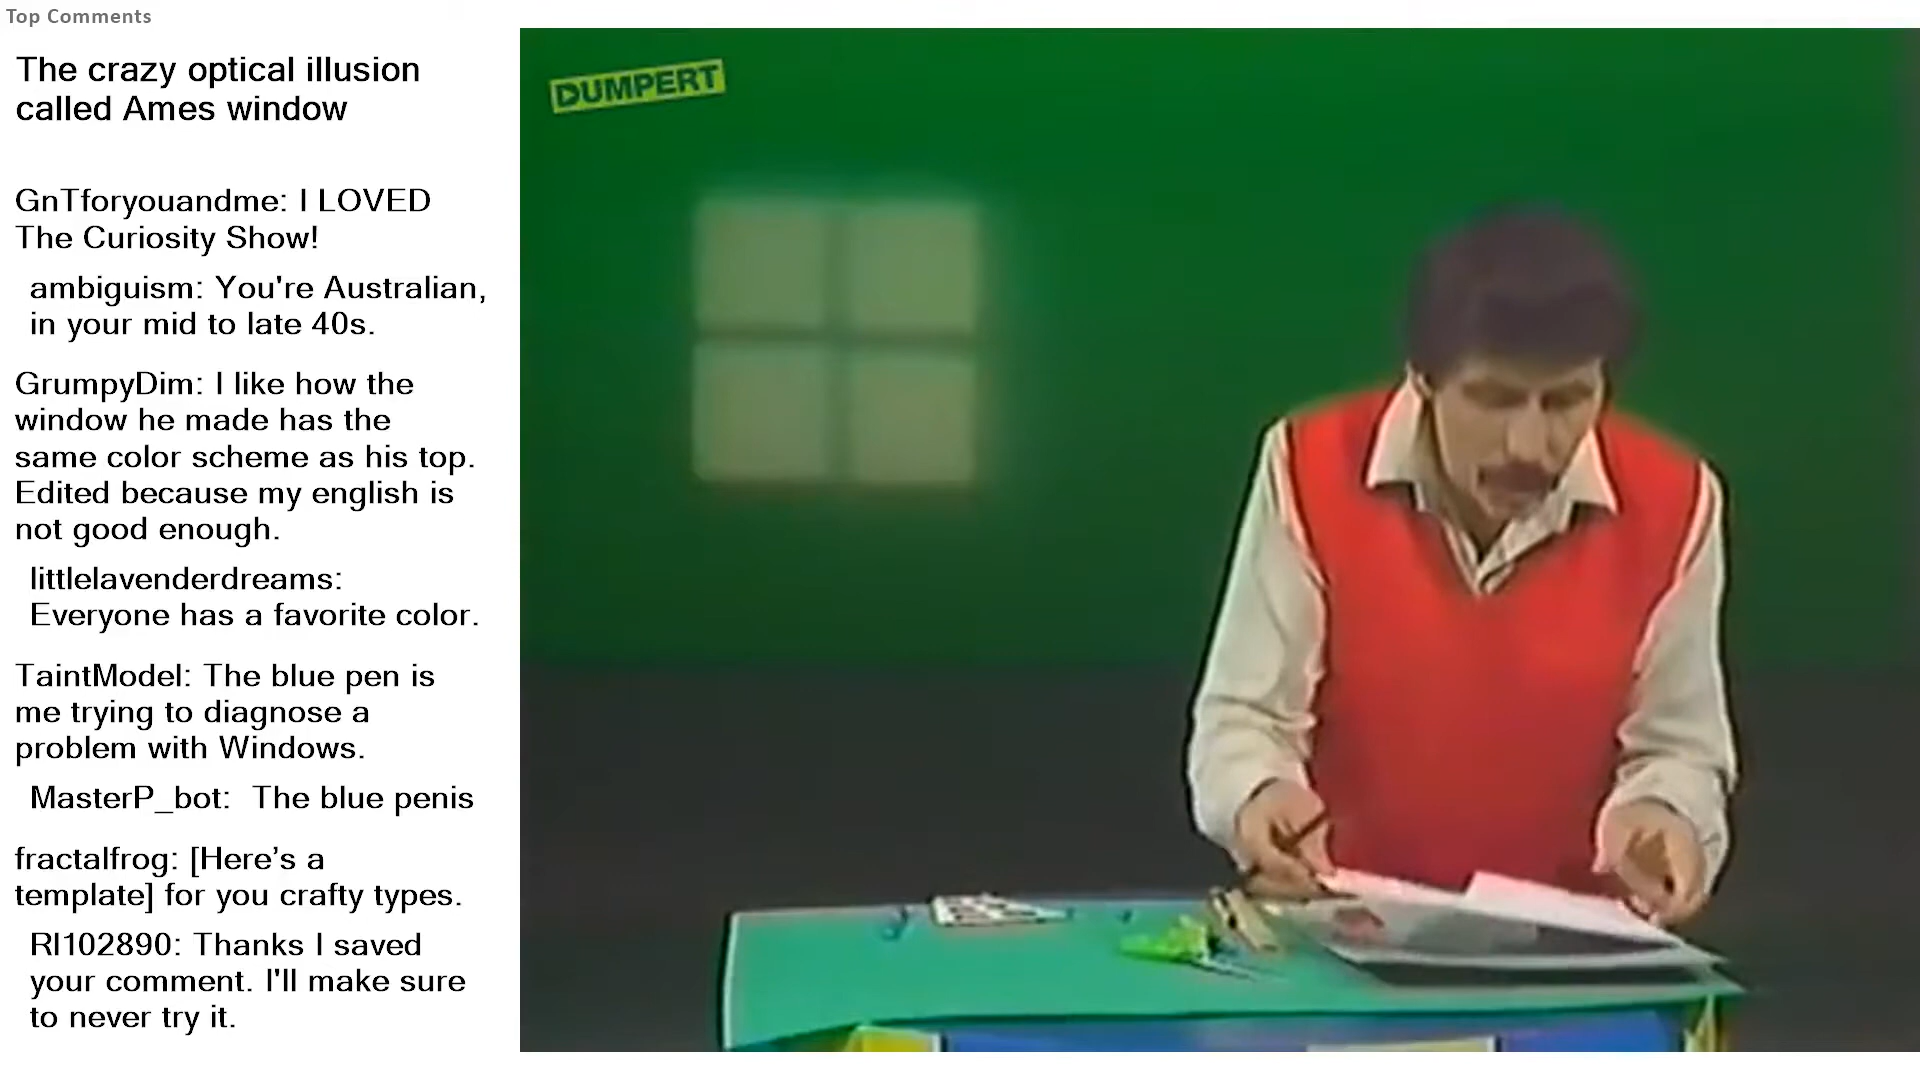 Top Comments
The crazy optical illusion
called Ames window
GnTforyouandme: I LOVED
The Curiosity Show!
ambiguism: You're Australian,
in your mid to late 40s.
GrumpyDim: I like how the
window he made has the
same color scheme as his top.
Edited because my english is
not good enough.
littlelavenderdreams:
Everyone has a favorite color.
TaintModel: The blue pen is
me trying to diagnose a
problem with Windows.
MasterP_bot:  The blue penis
fractalfrog: [Here’s a
template] for you crafty types.
RI102890: Thanks I saved
your comment. I'll make sure
to never try it.
DUMPERT